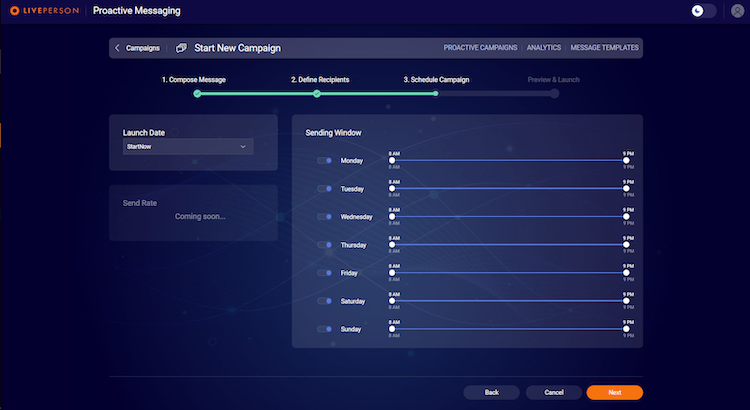 LIVEPERSON Proactive Messaging
Campaigns Start New Campaign PROACTIVE CAMPAIGNS ANALYTICS MESSAGE TEMPLATES
1. Compose Message 2. Define Recipients 3. Schedule Campaign Preview & Launch
Launch Date
StartNow
Send Rate
Coming soon...
Sending Window
8 AM 9 PM
Monday
8 AM 9 PM
8 AM 9 PM
Tuesday
8 AM 9 PM
8 AM 9 PM
Wednesday
8 AM 9 PM
8 AM 9 PM
Thursday
8 AM 9 PM
8 AM 9 PM
Friday
8 AM 9 PM
8 AM 9 PM
Saturday
8 AM 9 PM
8 AM 9 PM
Sunday
8 AM 9 PM
Back Cancel Next